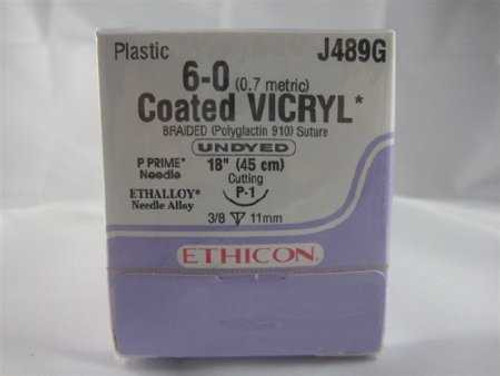 Plastic
J489G
6-0 (0.7 metric)
Coated VICRYL*
BRAIDED (Polyglactin 910) Suture
UNDYED
P PRIME* Needle
18" (45 cm)
Cutting
ETHALLOY* Needle Alloy
P-1
3/8 11mm
ETHICON